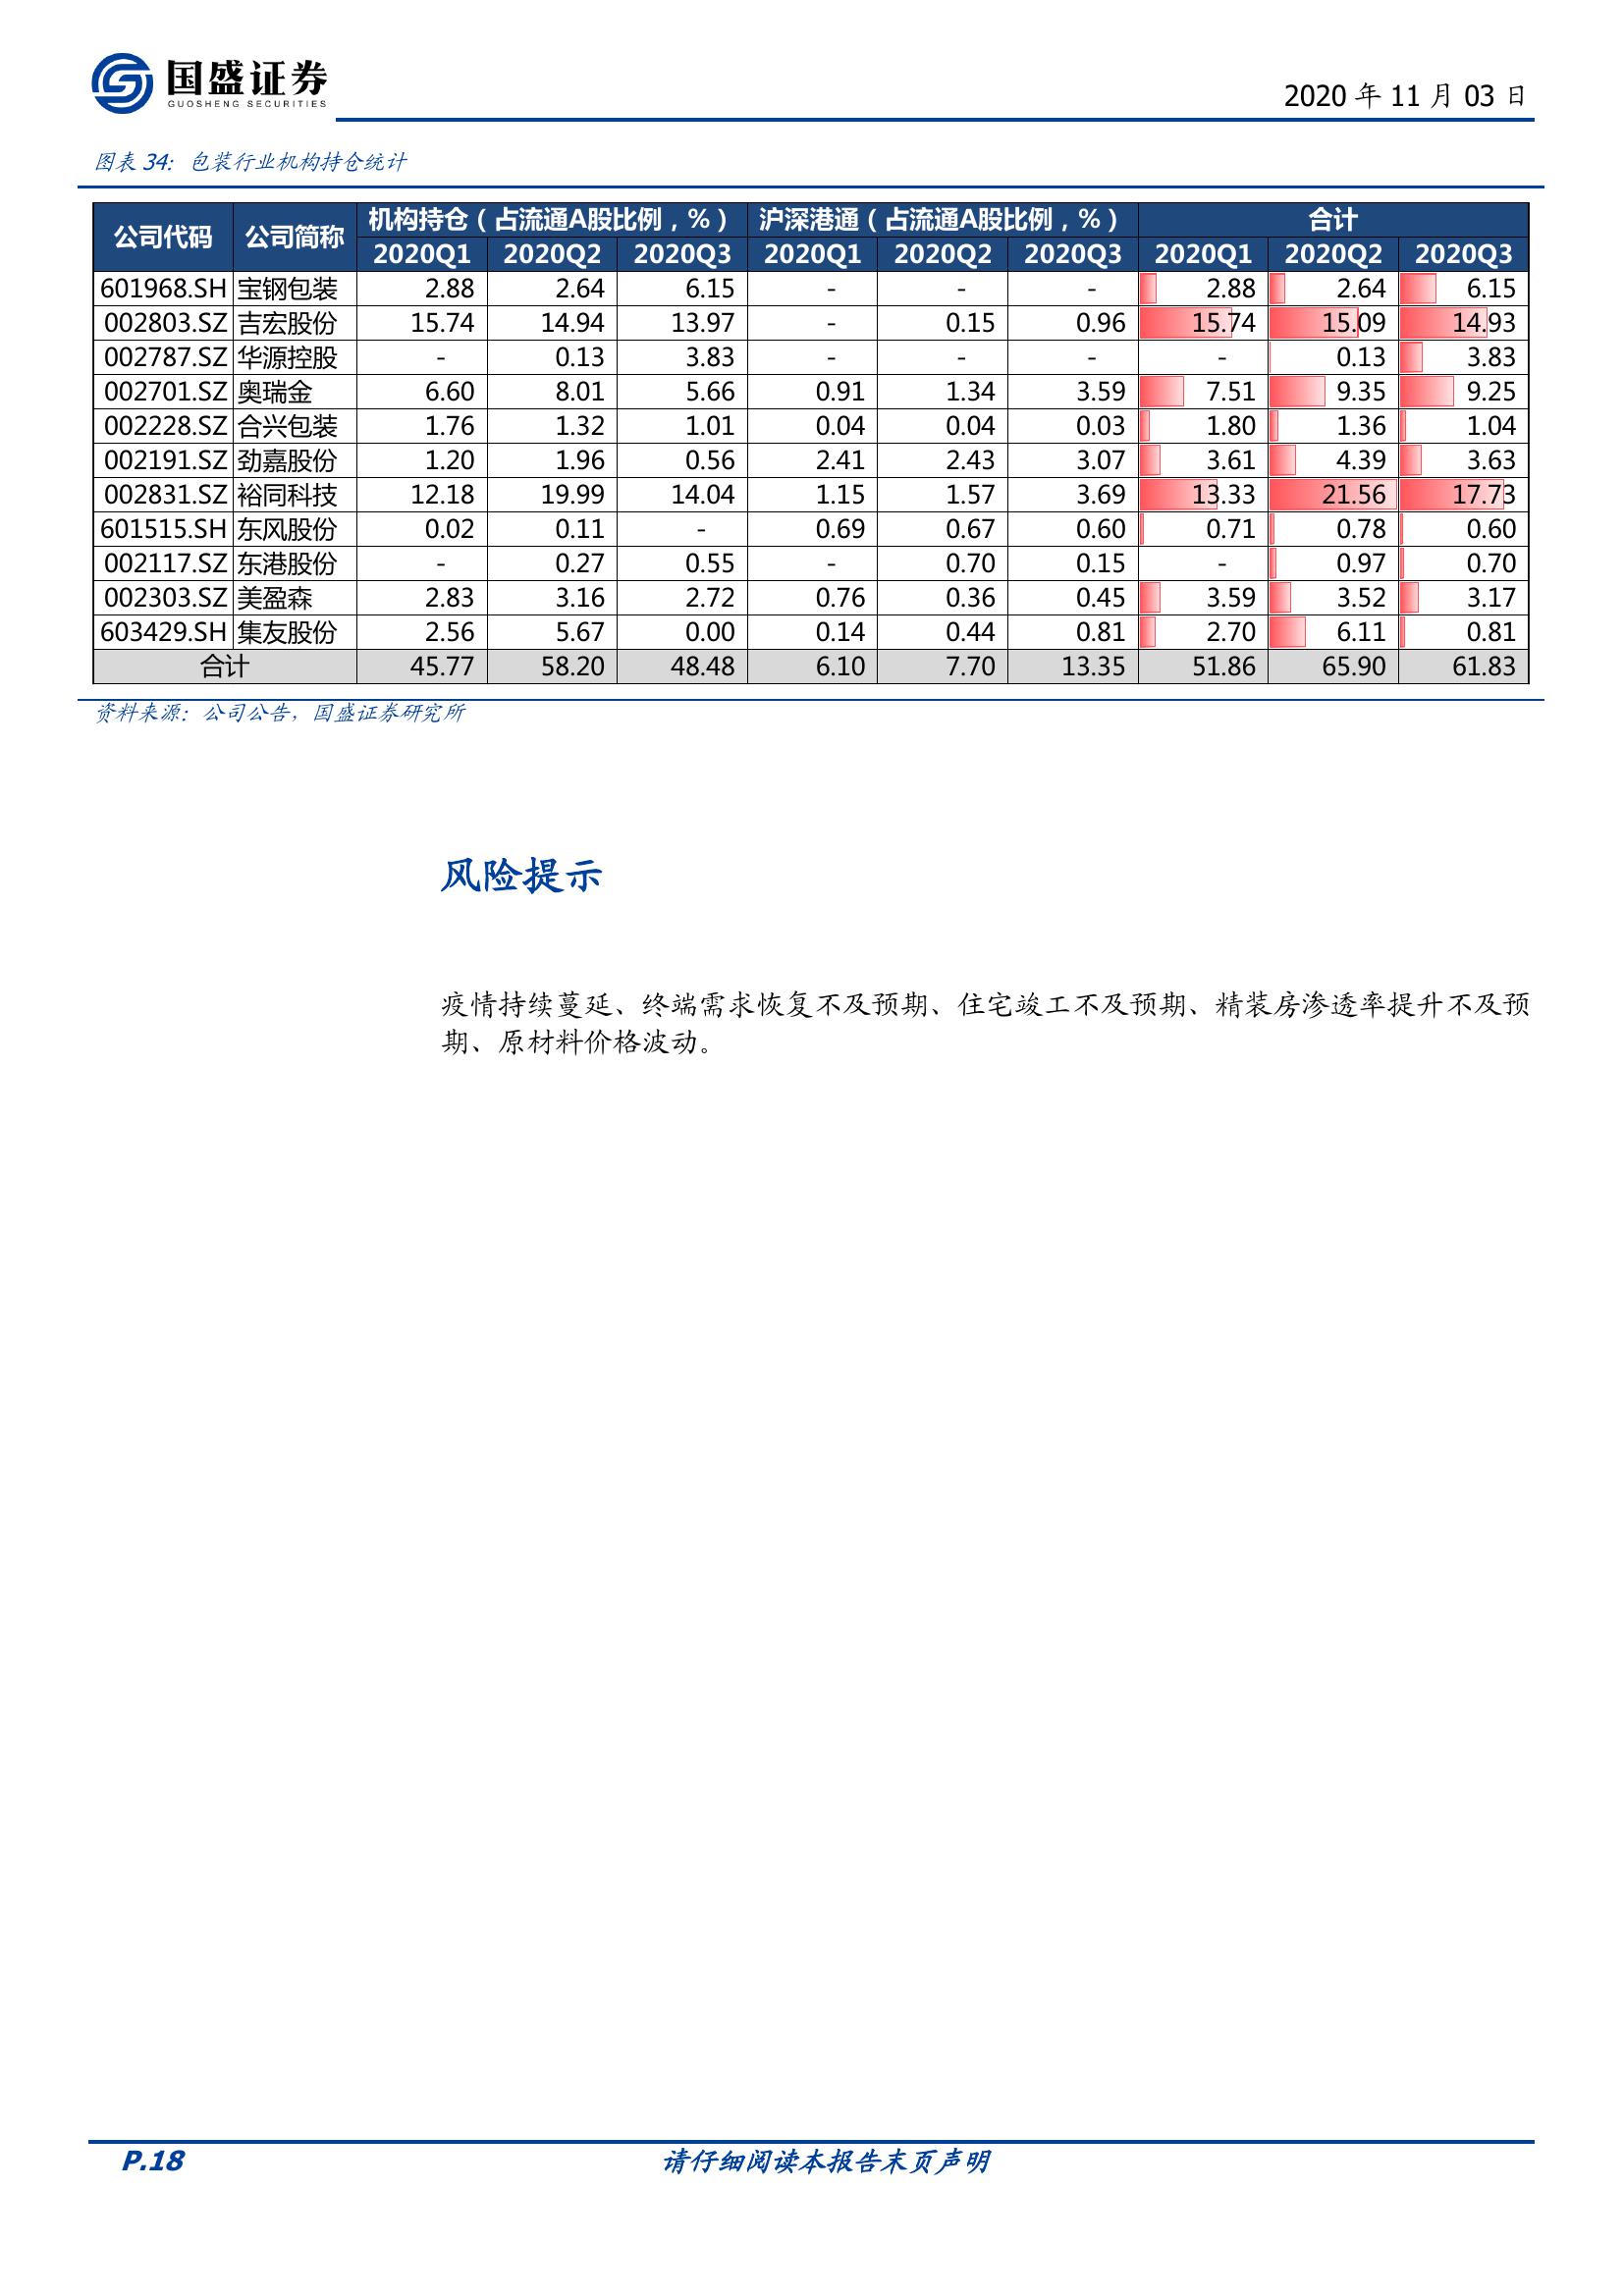 国盛证券
GUOSHENG SECURITIES
2020 年 11 月 03 日
图表 34: 包装行业机构持仓统计
公司代码 公司简称 机构持仓（占流通A股比例，%） 沪深港通（占流通A股比例，%） 合计
2020Q1 2020Q2 2020Q3 2020Q1 2020Q2 2020Q3 2020Q1 2020Q2 2020Q3
601968.SH 宝钢包装 2.88 2.64 6.15 - - - 2.88 2.64 6.15
002803.SZ 吉宏股份 15.74 14.94 13.97 - 0.15 0.96 15.74 15.09 14.93
002787.SZ 华源控股 - 0.13 3.83 - - - - 0.13 3.83
002701.SZ 奥瑞金 6.60 8.01 5.66 0.91 1.34 3.59 7.51 9.35 9.25
002228.SZ 合兴包装 1.76 1.32 1.01 0.04 0.04 0.03 1.80 1.36 1.04
002191.SZ 劲嘉股份 1.20 1.96 0.56 2.41 2.43 3.07 3.61 4.39 3.63
002831.SZ 裕同科技 12.18 19.99 14.04 1.15 1.57 3.69 13.33 21.56 17.73
601515.SH 东风股份 0.02 0.11 - 0.69 0.67 0.60 0.71 0.78 0.60
002117.SZ 东港股份 - 0.27 0.55 - 0.70 0.15 - 0.97 0.70
002303.SZ 美盈森 2.83 3.16 2.72 0.76 0.36 0.45 3.59 3.52 3.17
603429.SH 集友股份 2.56 5.67 0.00 0.14 0.44 0.81 2.70 6.11 0.81
合计 45.77 58.20 48.48 6.10 7.70 13.35 51.86 65.90 61.83
资料来源：公司公告，国盛证券研究所
风险提示
疫情持续蔓延、终端需求恢复不及预期、住宅竣工不及预期、精装房渗透率提升不及预
期、原材料价格波动。
P.18 请仔细阅读本报告末页声明